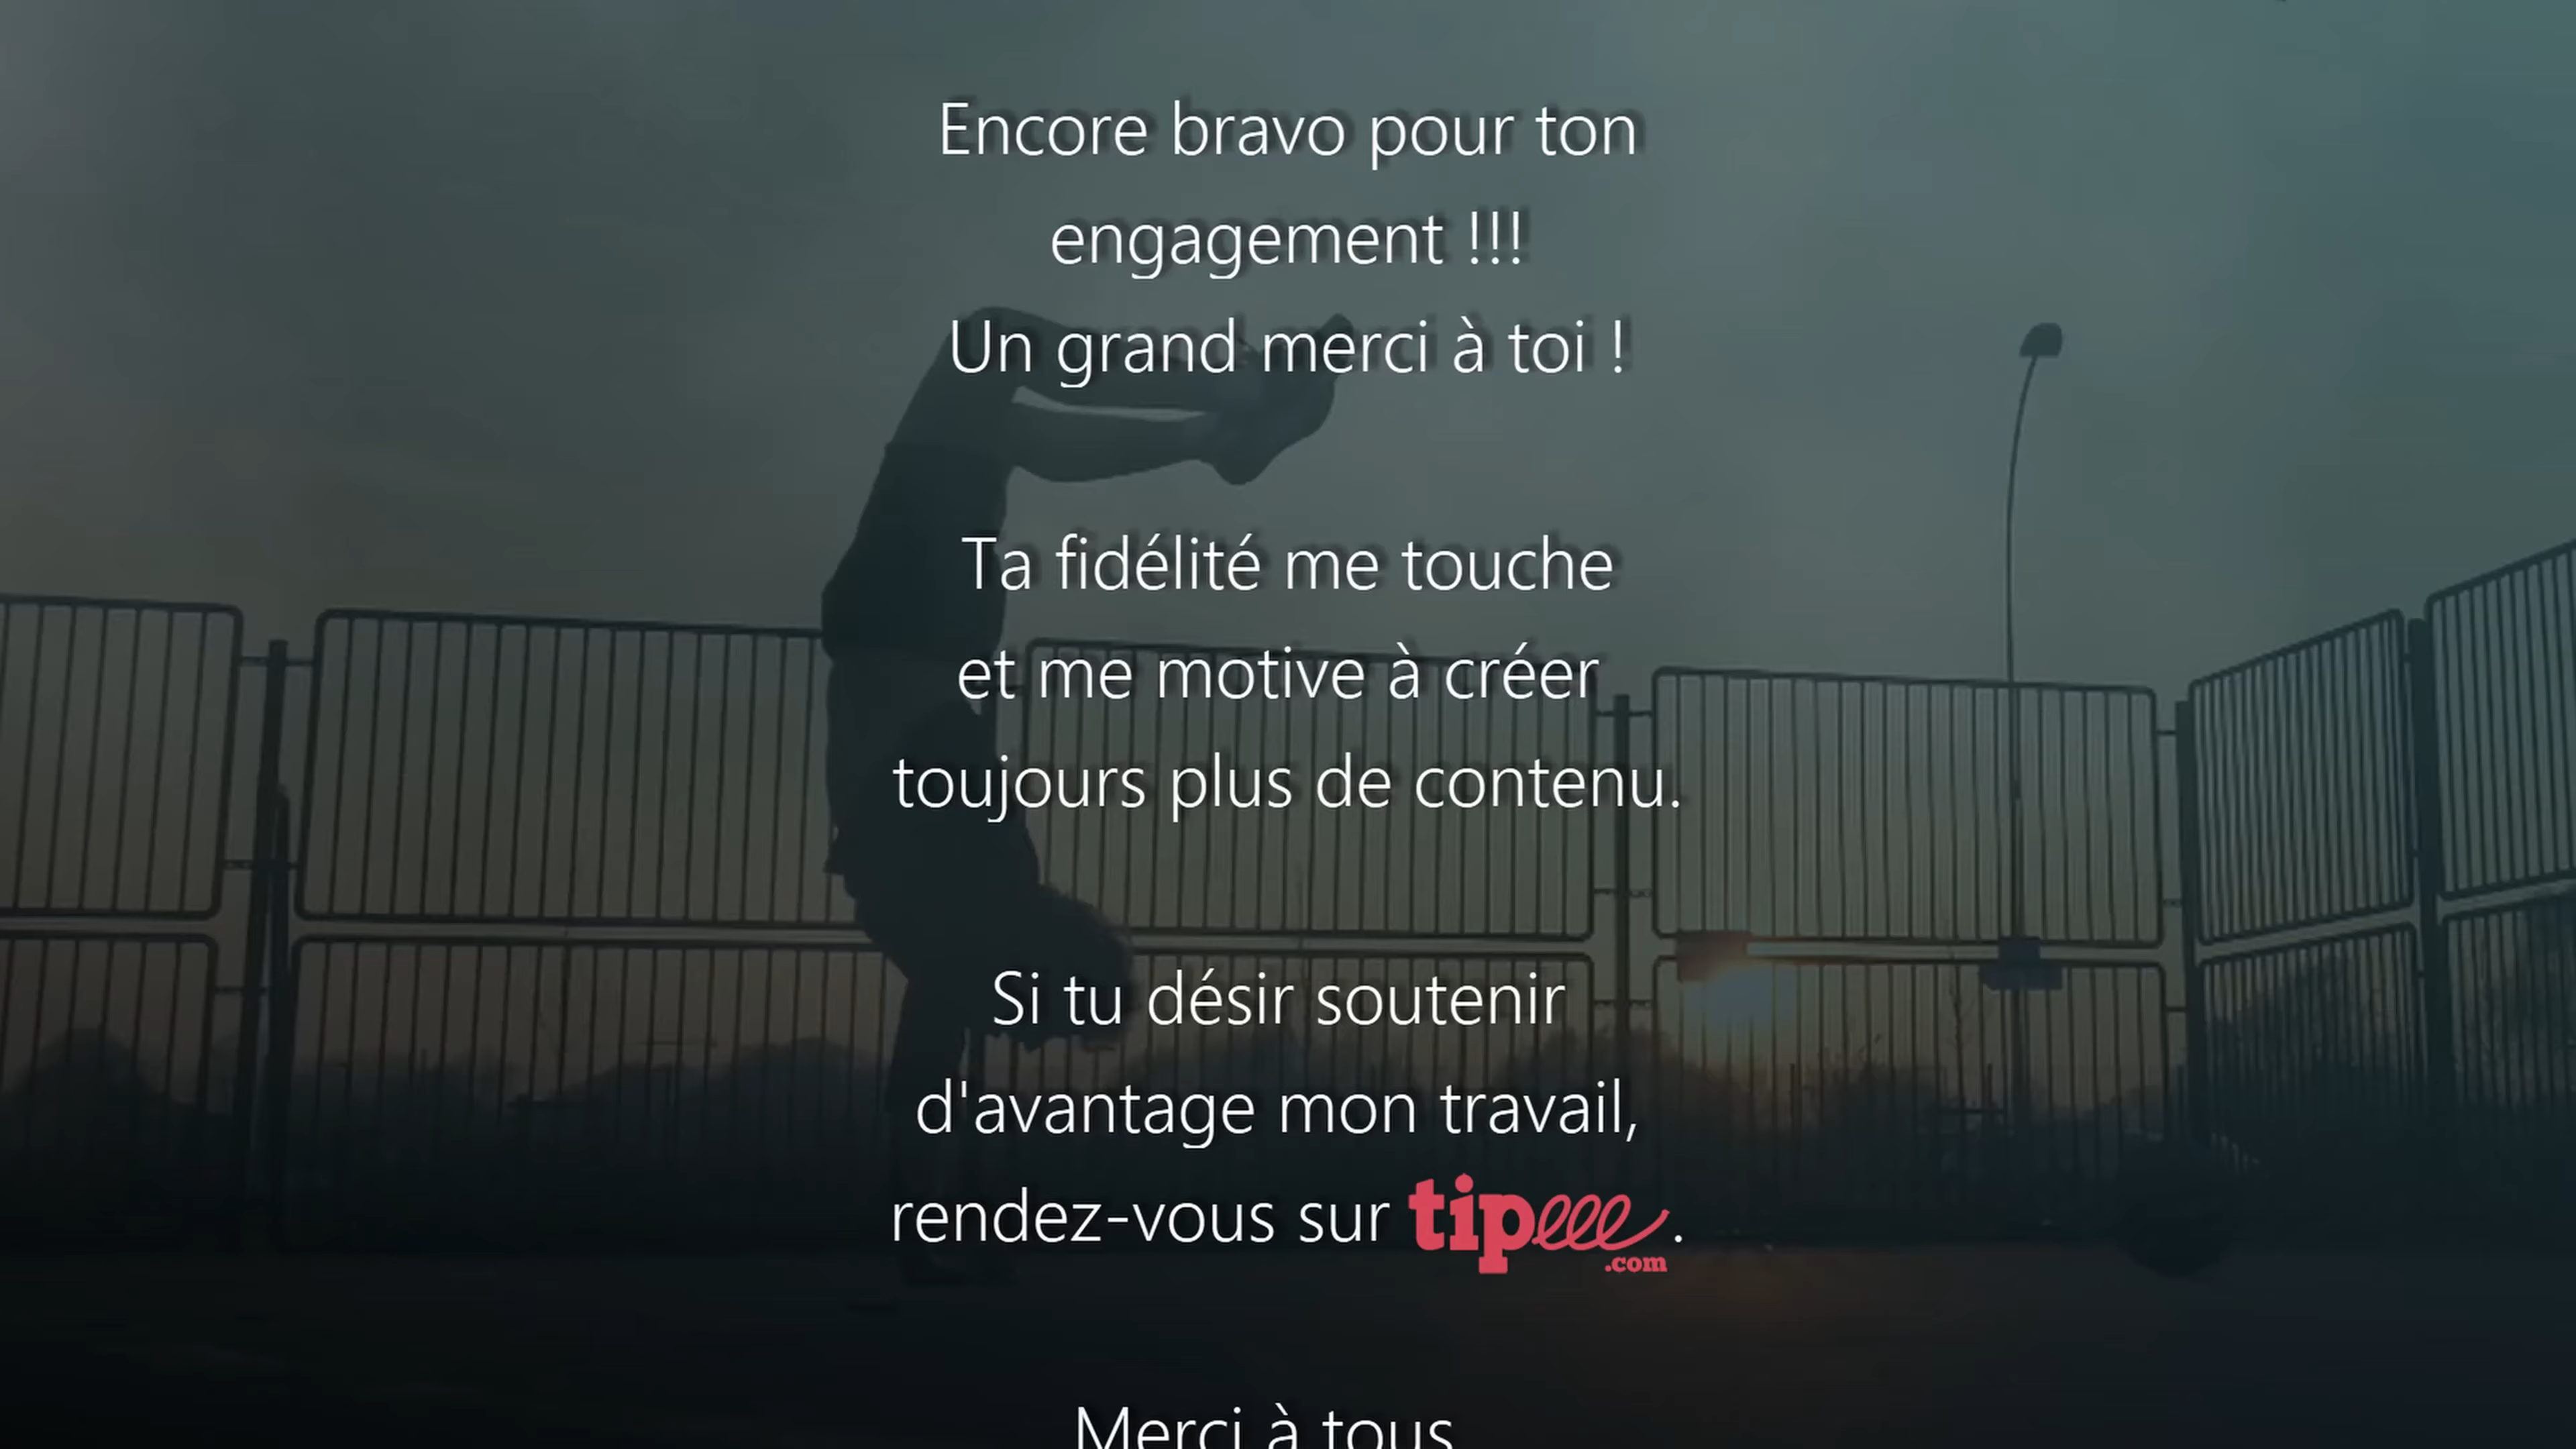 Encore bravo pour ton
engagement !!!
Un grand merci à toi !
Ta fidélité me touche
et me motive à créer
toujours plus de contenu.
Si tu désir soutenir
d'avantage mon travail,
rendez-vous sur tipeee.com.
Merci à tous